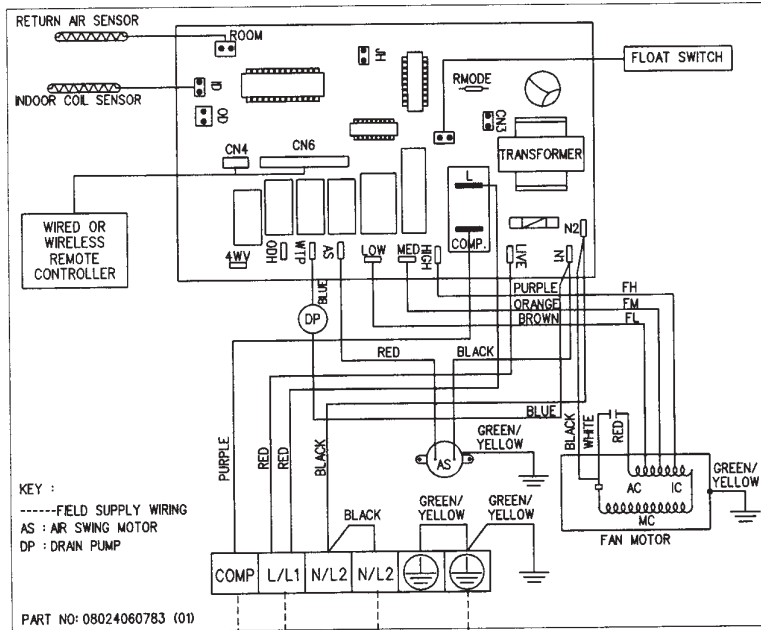 RETURN AIR SENSOR
ROOM
JH
FLOAT SWITCH
RMODE
INDOOR COIL SENSOR
ID
OD
CN3
CN4
CN6
TRANSFORMER
L
COMP.
N2
WIRED OR
WIRELESS
REMOTE
CONTROLLER
4WV
ODH
WTP
AS
LOW
MED
HIGH
LIVE
N1
BLUE
PURPLE FH
ORANGE FM
BROWN FL
DP
RED
BLACK
BLUE
PURPLE
RED
RED
BLACK
GREEN/
YELLOW
AS
BLACK
WHITE
RED
AC
IC
MC
GREEN/
YELLOW
FAN MOTOR
KEY :
------FIELD SUPPLY WIRING
AS : AIR SWING MOTOR
DP : DRAIN PUMP
BLACK
GREEN/
YELLOW
GREEN/
YELLOW
COMP
L/L1
N/L2
N/L2
PART NO: 08024060783 (01)